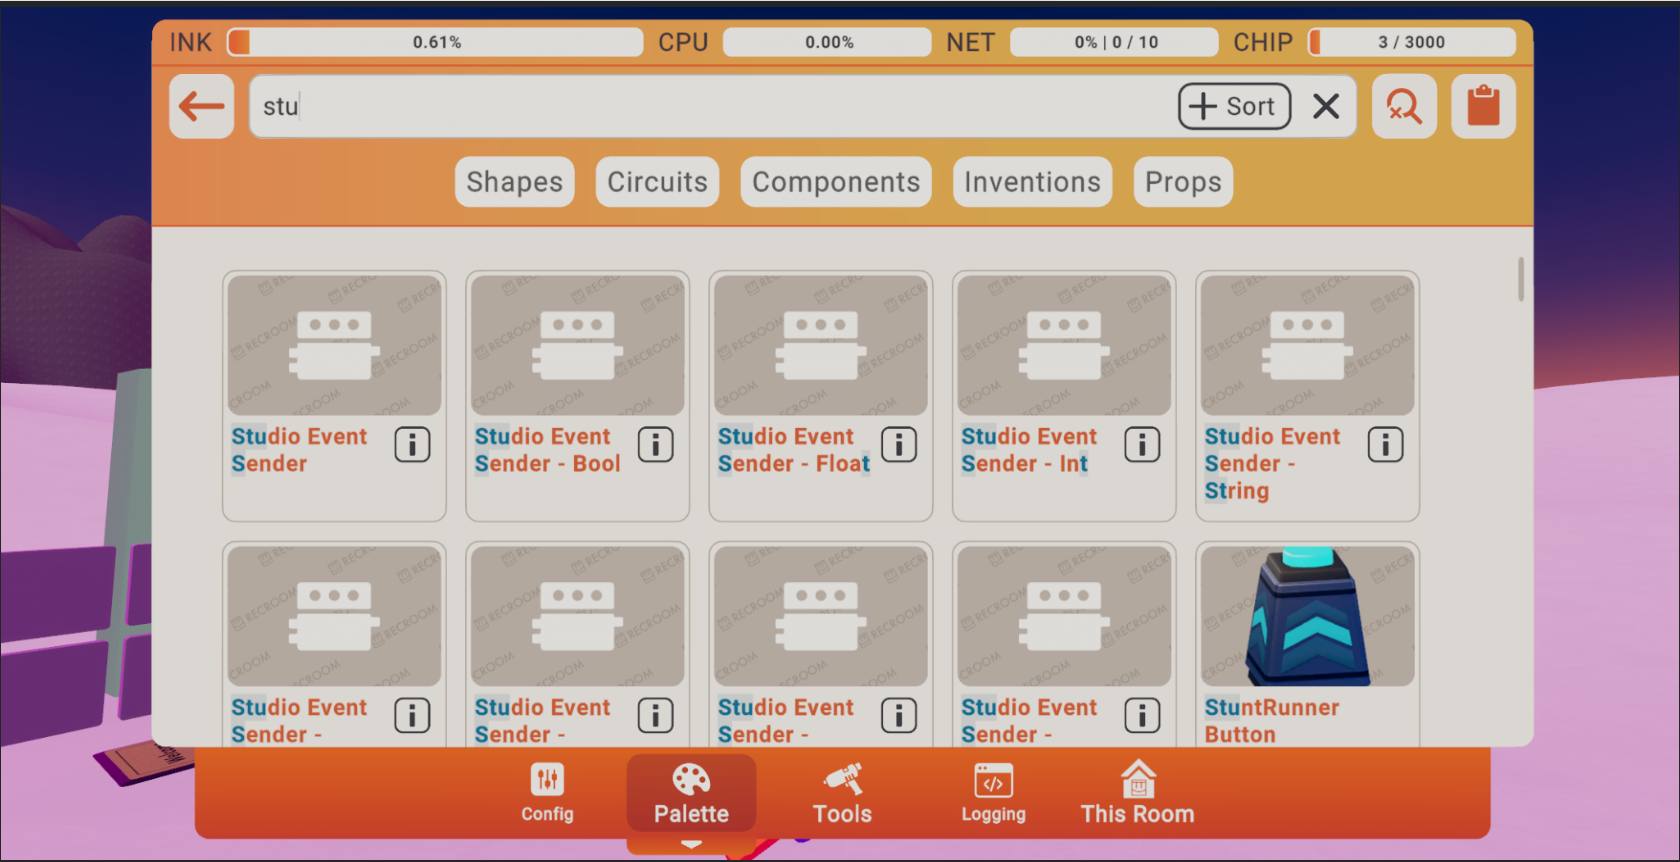 INK 0.61% CPU 0.00% NET 0% | 0 / 10 CHIP 3 / 3000
stu Sort
Shapes Circuits Components Inventions Props
Studio Event
Sender
Studio Event
Sender - Bool
Studio Event
Sender - Float
Studio Event
Sender - Int
Studio Event
Sender -
String
Studio Event
Sender -
Studio Event
Sender -
Studio Event
Sender -
Studio Event
Sender -
StuntRunner
Button
Config Palette Tools Logging This Room